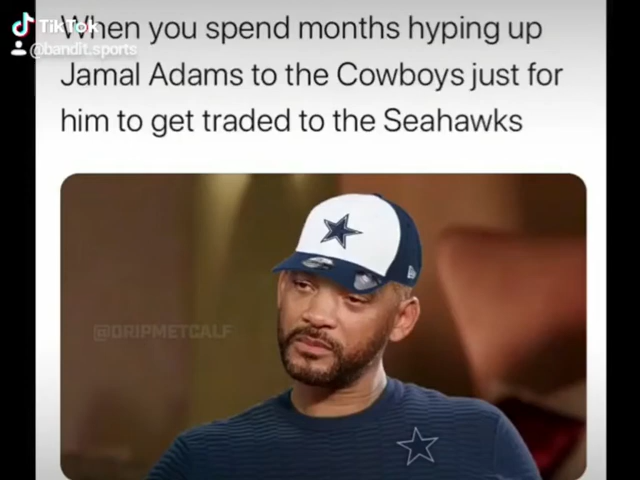 TikTok
@bandit.sports
When you spend months hyping up
Jamal Adams to the Cowboys just for
him to get traded to the Seahawks
@DRIPMETCALF